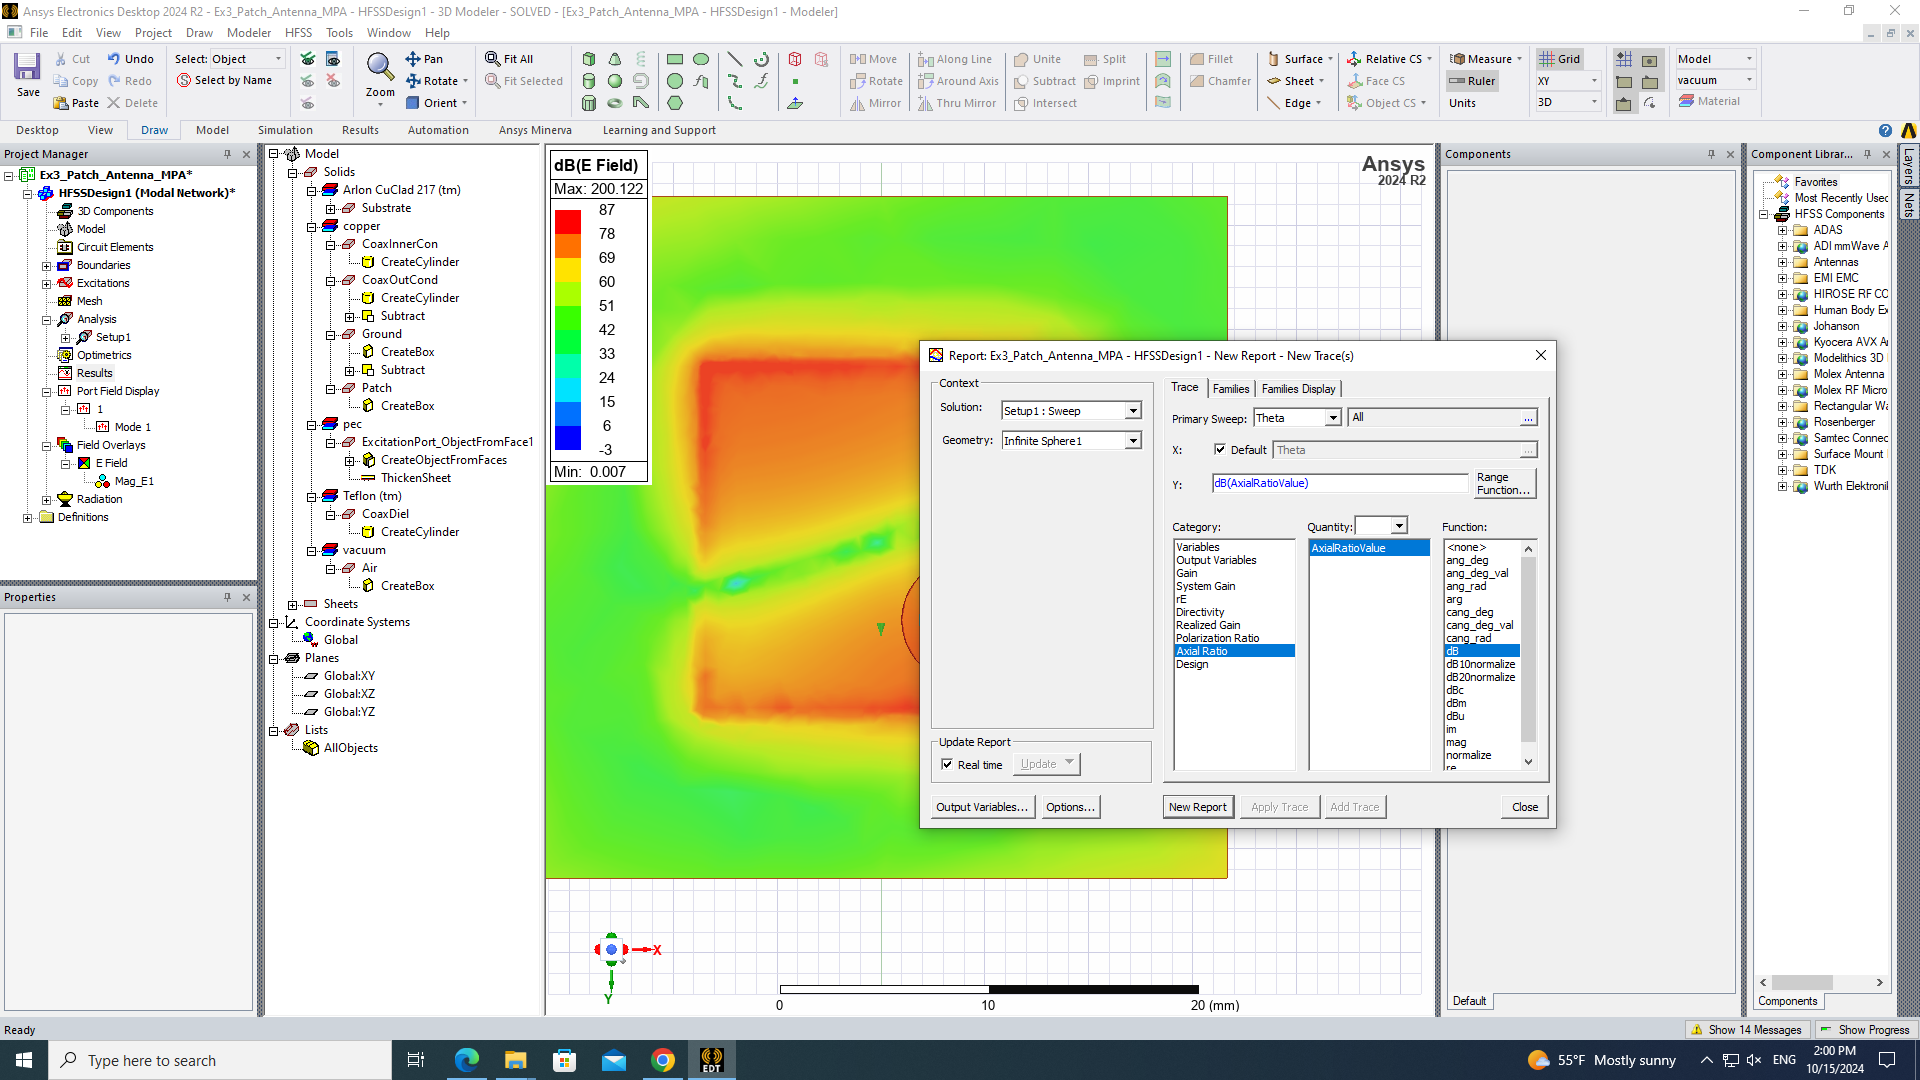 Ansys Electronics Desktop 2024 R2 - Ex3_Patch_Antenna_MPA - HFSSDesign1 - 3D Modeler - SOLVED - [Ex3_Patch_Antenna_MPA - HFSSDesign1 - Modeler]
File Edit View Project Draw Modeler HFSS Tools Window Help
Save
Cut Undo
Copy Redo
Paste Delete
Select: Object
Select by Name
Zoom
Pan
Rotate
Orient
Fit All
Fit Selected
Move
Rotate
Mirror
Along Line
Around Axis
Thru Mirror
Unite Split
Subtract Imprint
Intersect
Fillet
Chamfer
Surface
Sheet
Edge
Relative CS
Face CS
Object CS
Measure
Ruler
Units
Grid
XY
3D
Model
vacuum
Material
Desktop View Draw Model Simulation Results Automation Ansys Minerva Learning and Support
Project Manager
Ex3_Patch_Antenna_MPA*
HFSSDesign1 (Modal Network)*
3D Components
Model
Circuit Elements
Boundaries
Excitations
Mesh
Analysis
Setup1
Optimetrics
Results
Port Field Display
1
Mode 1
Field Overlays
E Field
Mag_E1
Radiation
Definitions
Properties
Model
Solids
Arlon CuClad 217 (tm)
Substrate
copper
CoaxInnerCon
CreateCylinder
CoaxOutCond
CreateCylinder
Subtract
Ground
CreateBox
Subtract
Patch
CreateBox
pec
ExcitationPort_ObjectFromFace1
CreateObjectFromFaces
ThickenSheet
Teflon (tm)
CoaxDiel
CreateCylinder
vacuum
Air
CreateBox
Sheets
Coordinate Systems
Global
Planes
Global:XY
Global:XZ
Global:YZ
Lists
AllObjects
dB(E Field)
Max: 200.122
87
78
69
60
51
42
33
24
15
6
-3
Min: 0.007
Ansys
2024 R2
X
Y
0 10 20 (mm)
Report: Ex3_Patch_Antenna_MPA - HFSSDesign1 - New Report - New Trace(s)
Context
Solution: Setup1 : Sweep
Geometry: Infinite Sphere1
Update Report
Real time Update
Output Variables... Options...
Trace Families Families Display
Primary Sweep: Theta All ...
X: Default Theta ...
Y: dB(AxialRatioValue)
Range
Function...
Category: Quantity: Function:
Variables
Output Variables
Gain
System Gain
rE
Directivity
Realized Gain
Polarization Ratio
Axial Ratio
Design
AxialRatioValue
<none>
ang_deg
ang_deg_val
ang_rad
arg
cang_deg
cang_deg_val
cang_rad
dB
dB10normalize
dB20normalize
dBc
dBm
dBu
im
mag
normalize
re
New Report Apply Trace Add Trace Close
Components
Default
Component Librar...
Favorites
Most Recently Used
HFSS Components
ADAS
ADI mmWave A
Antennas
EMI EMC
HIROSE RF CO
Human Body Ex
Johanson
Kyocera AVX Ar
Modelithics 3D
Molex Antenna
Molex RF Micro
Rectangular Wa
Rosenberger
Samtec Connec
Surface Mount
TDK
Wurth Elektronik
Components
Layers
Nets
Ready
Show 14 Messages Show Progress
Type here to search
EDT
55°F Mostly sunny
ENG
2:00 PM
10/15/2024